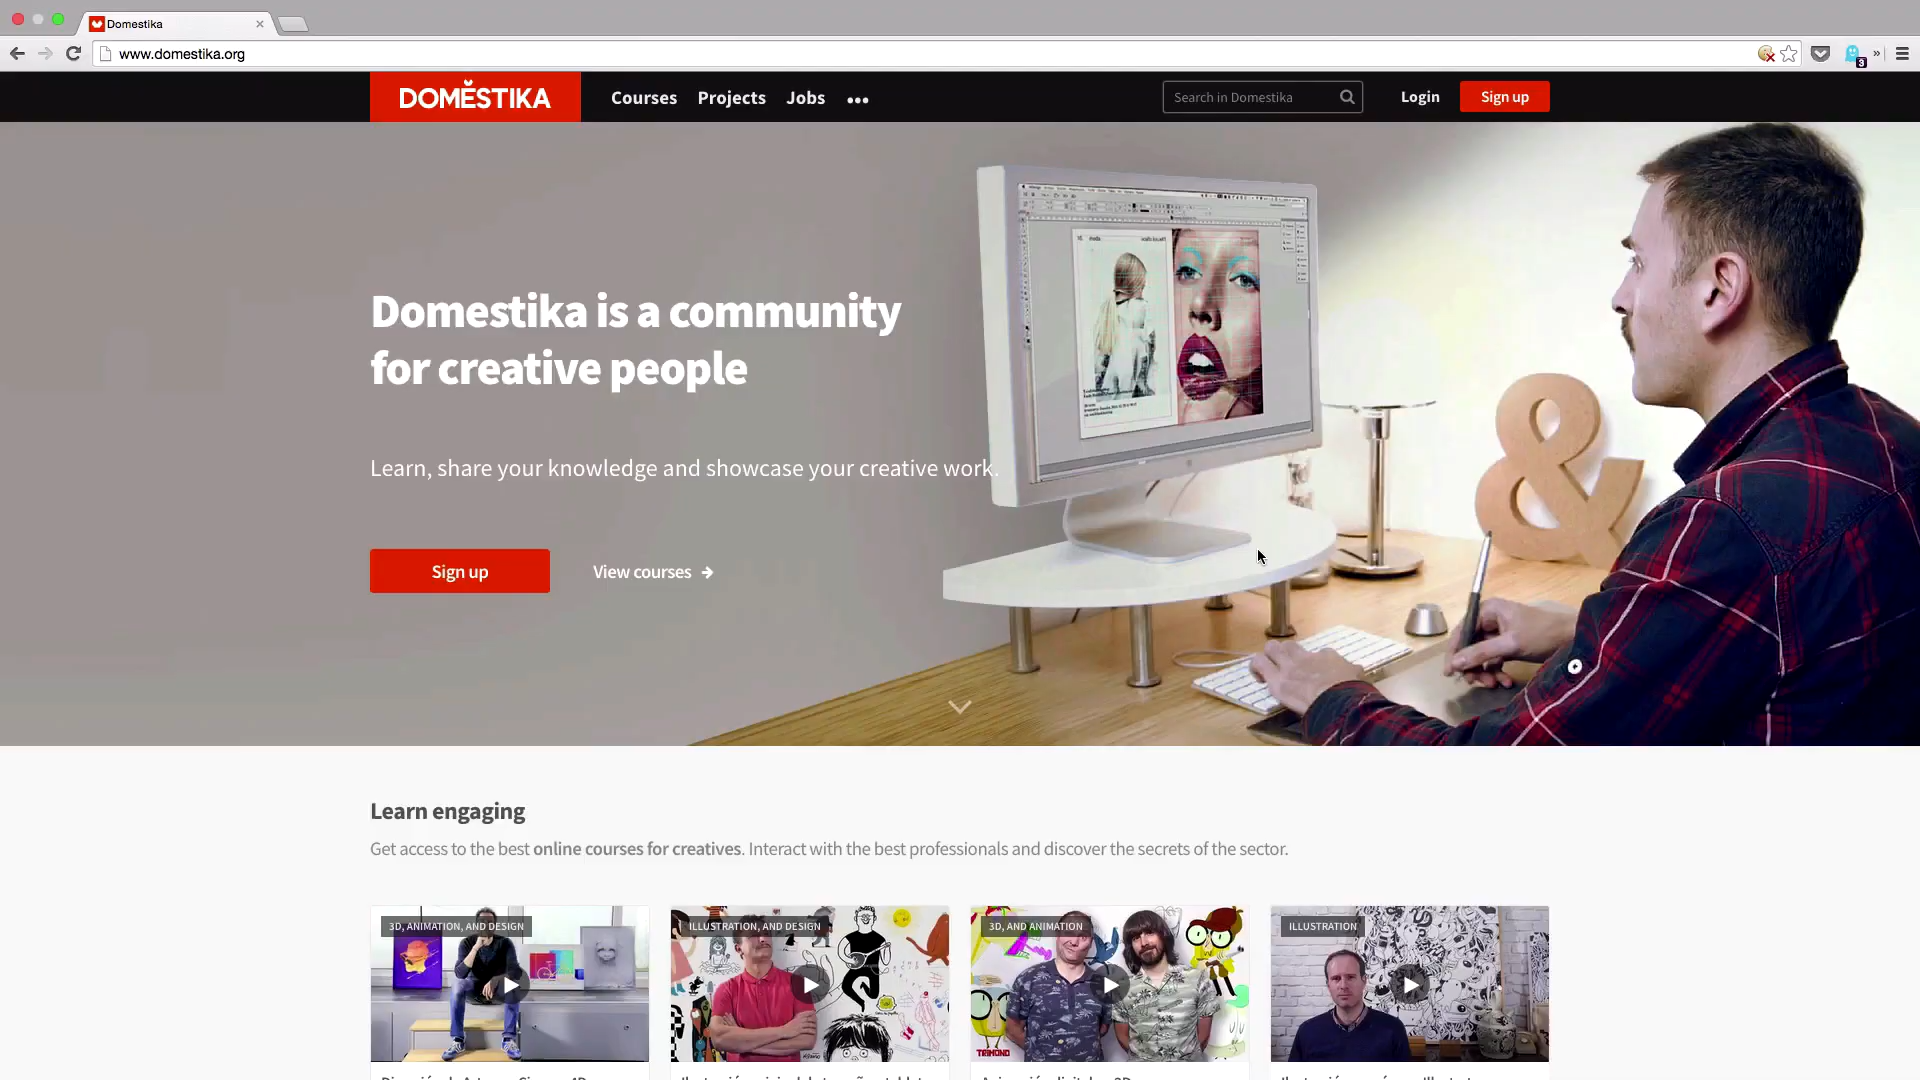 Domestika
www.domestika.org
3
»
DOMESTIKA
Courses Projects Jobs •••
Search in Domestika
Login
Sign up
Domestika is a community
for creative people
Learn, share your knowledge and showcase your creative work.
Sign up
View courses →
&
Learn engaging
Get access to the best online courses for creatives. Interact with the best professionals and discover the secrets of the sector.
3D, ANIMATION, AND DESIGN
ILLUSTRATION, AND DESIGN
3D, AND ANIMATION
ILLUSTRATION
TRIMONO